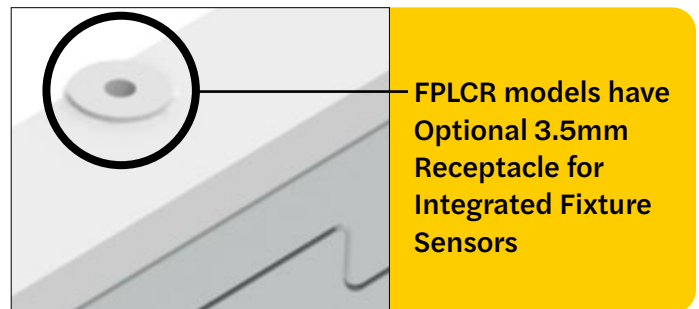 FPLCR models have
Optional 3.5mm
Receptacle for
Integrated Fixture
Sensors